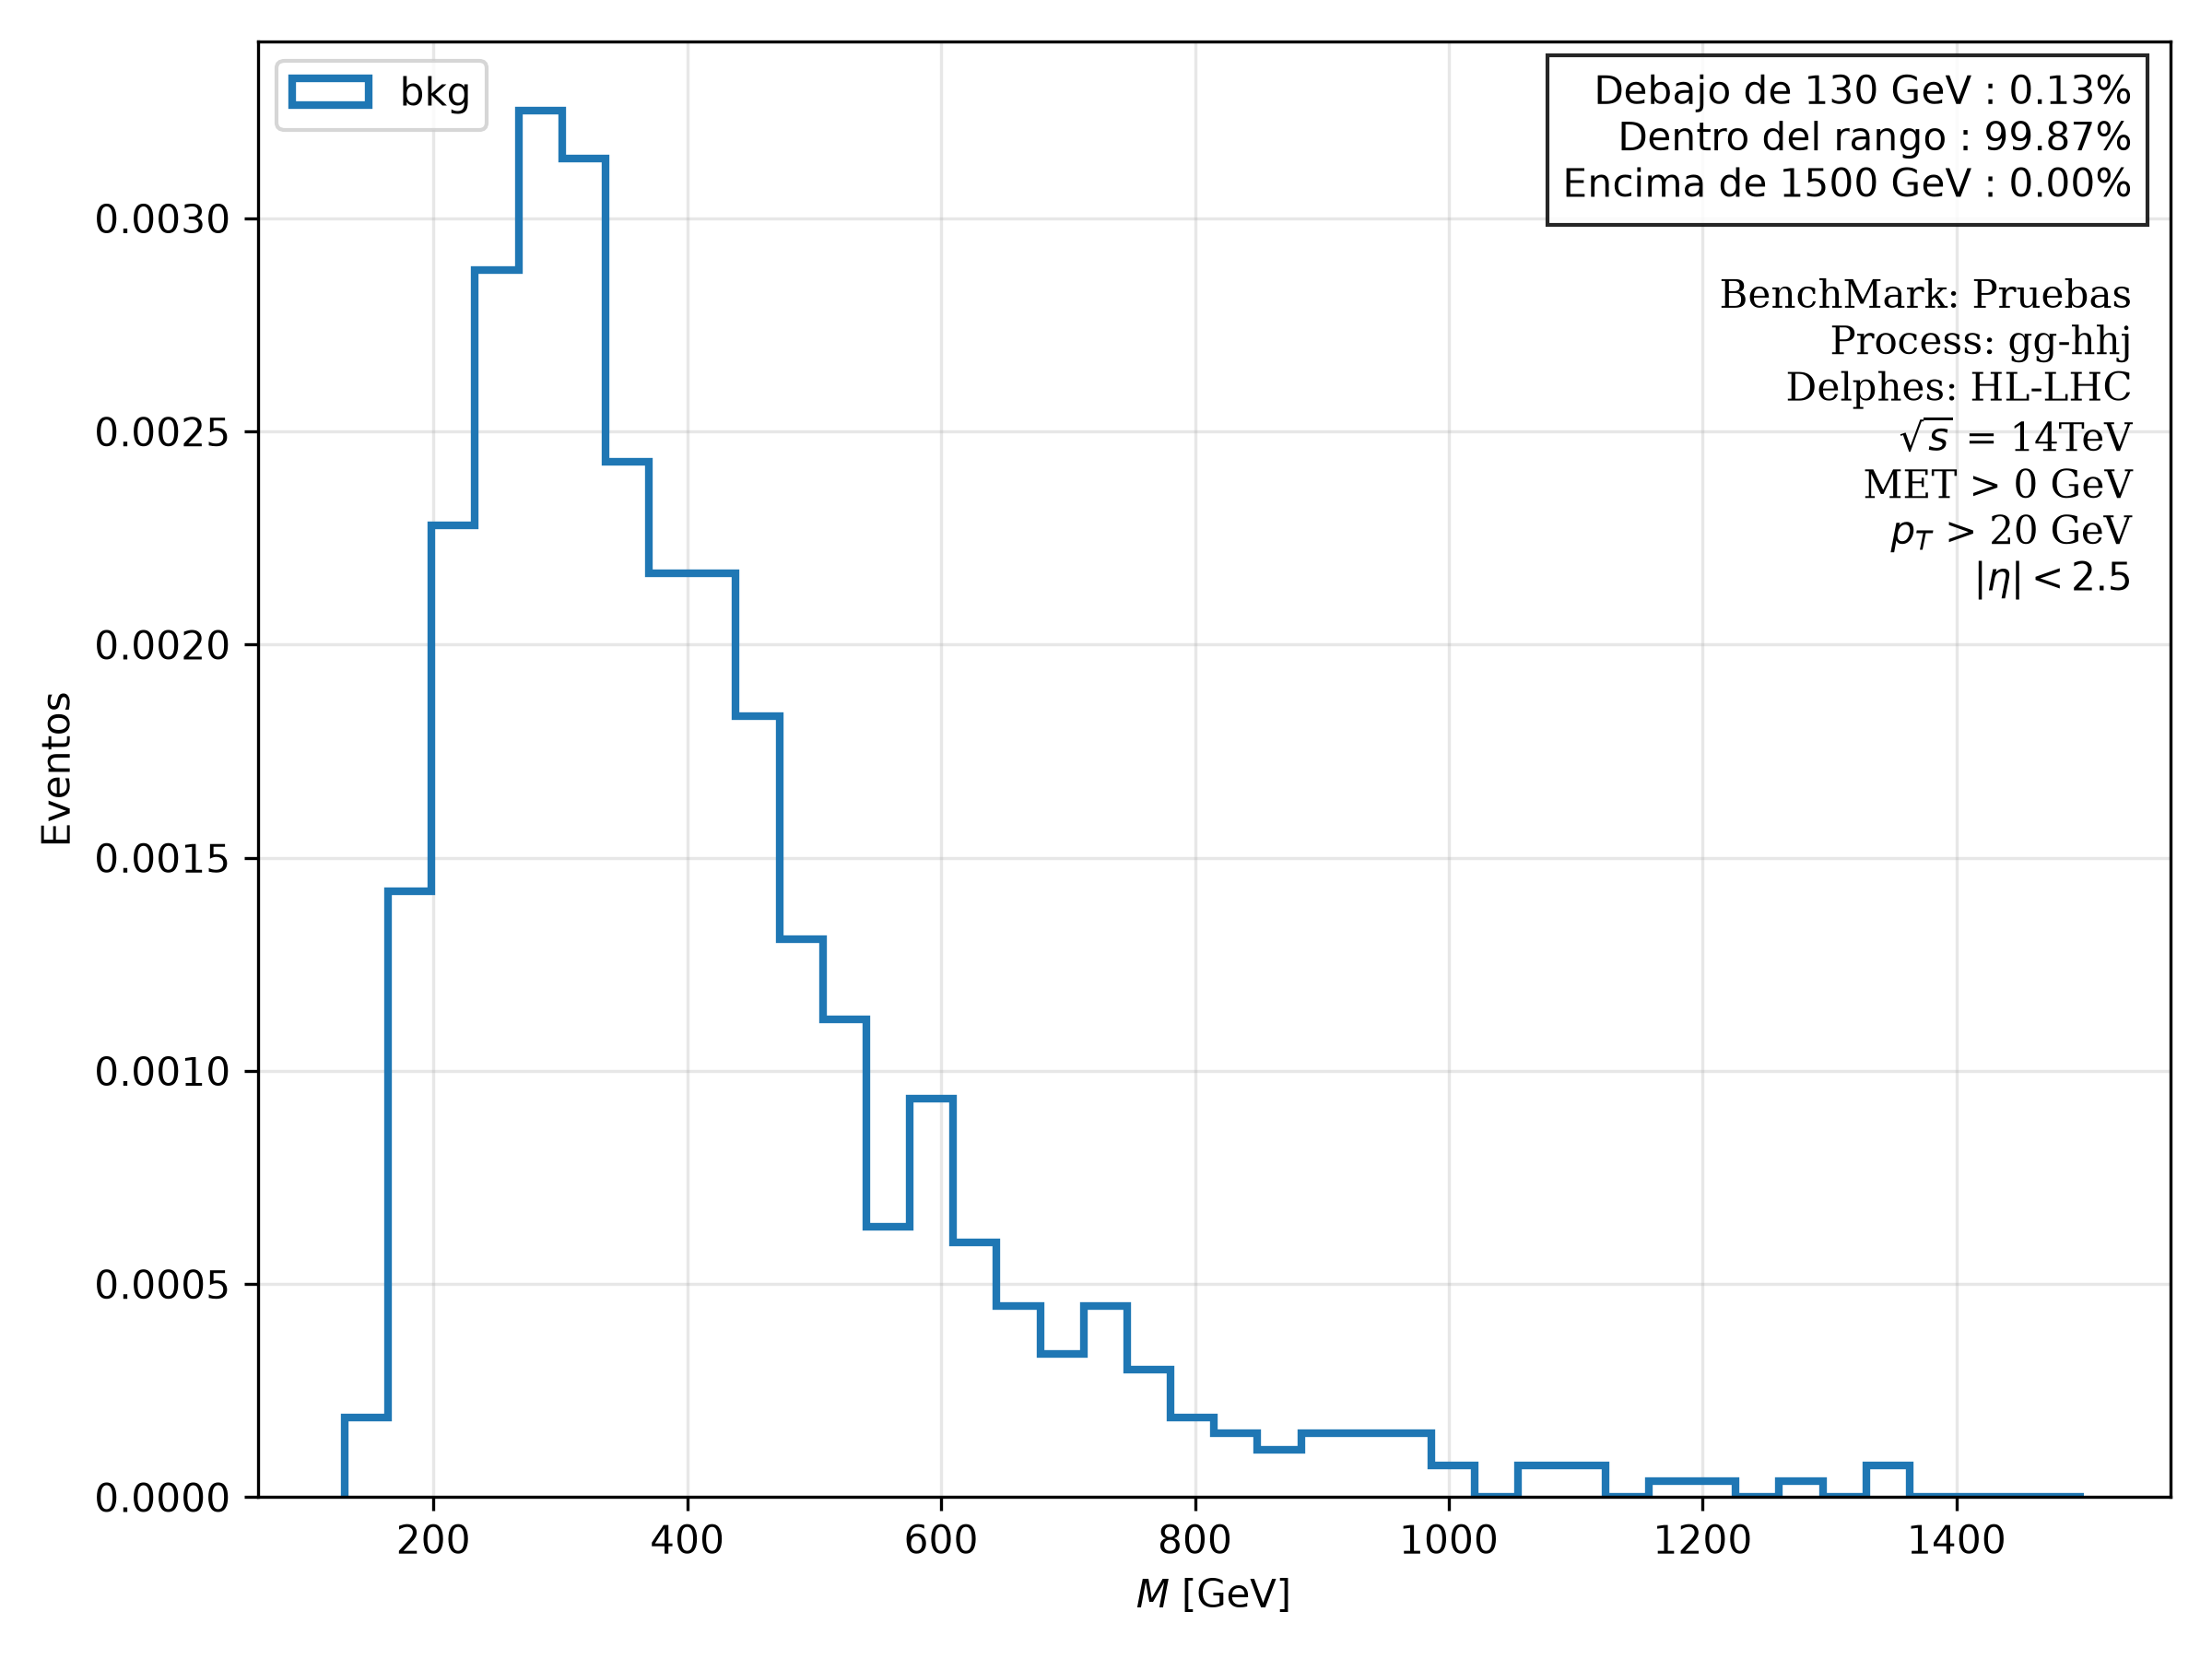 bkg
Debajo de 130 GeV : 0.13%
Dentro del rango : 99.87%
Encima de 1500 GeV : 0.00%
BenchMark: Pruebas
Process: gg-hhj
Delphes: HL-LHC
√s = 14TeV
MET > 0 GeV
p_T > 20 GeV
|η| < 2.5
0.0030
0.0025
0.0020
0.0015
0.0010
0.0005
0.0000
Eventos
200 400 600 800 1000 1200 1400
M [GeV]